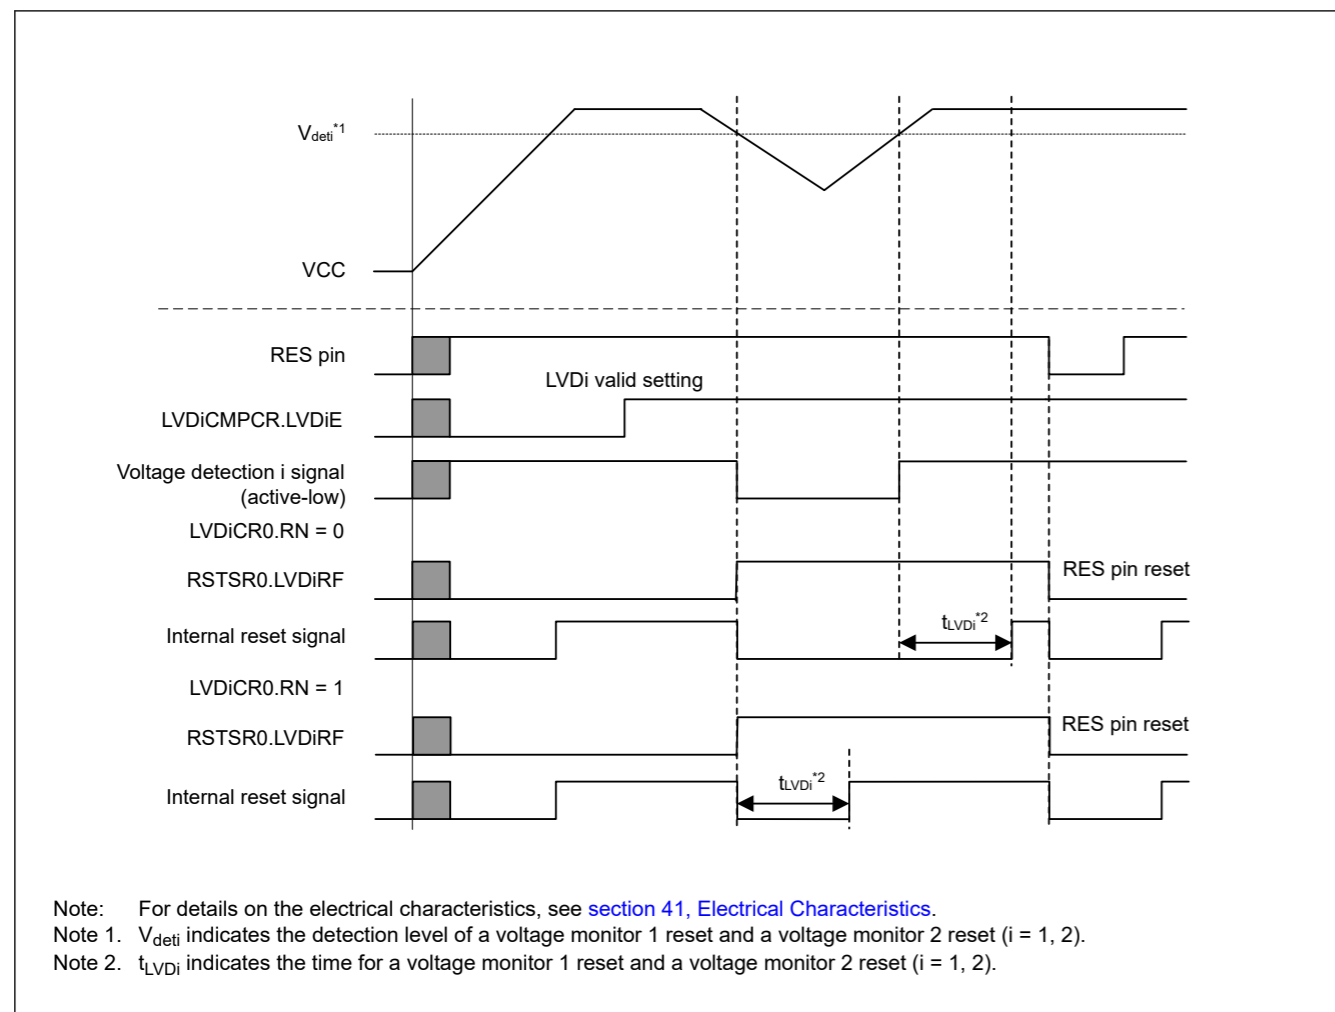 Vdeti*1
VCC
RES pin
LVDi valid setting
LVDiCMPCR.LVDiE
Voltage detection i signal
(active-low)
LVDiCR0.RN = 0
RSTSR0.LVDiRF
RES pin reset
Internal reset signal
tLVDi*2
LVDiCR0.RN = 1
RSTSR0.LVDiRF
RES pin reset
Internal reset signal
tLVDi*2
Note: For details on the electrical characteristics, see section 41, Electrical Characteristics.
Note 1. Vdeti indicates the detection level of a voltage monitor 1 reset and a voltage monitor 2 reset (i = 1, 2).
Note 2. tLVDi indicates the time for a voltage monitor 1 reset and a voltage monitor 2 reset (i = 1, 2).